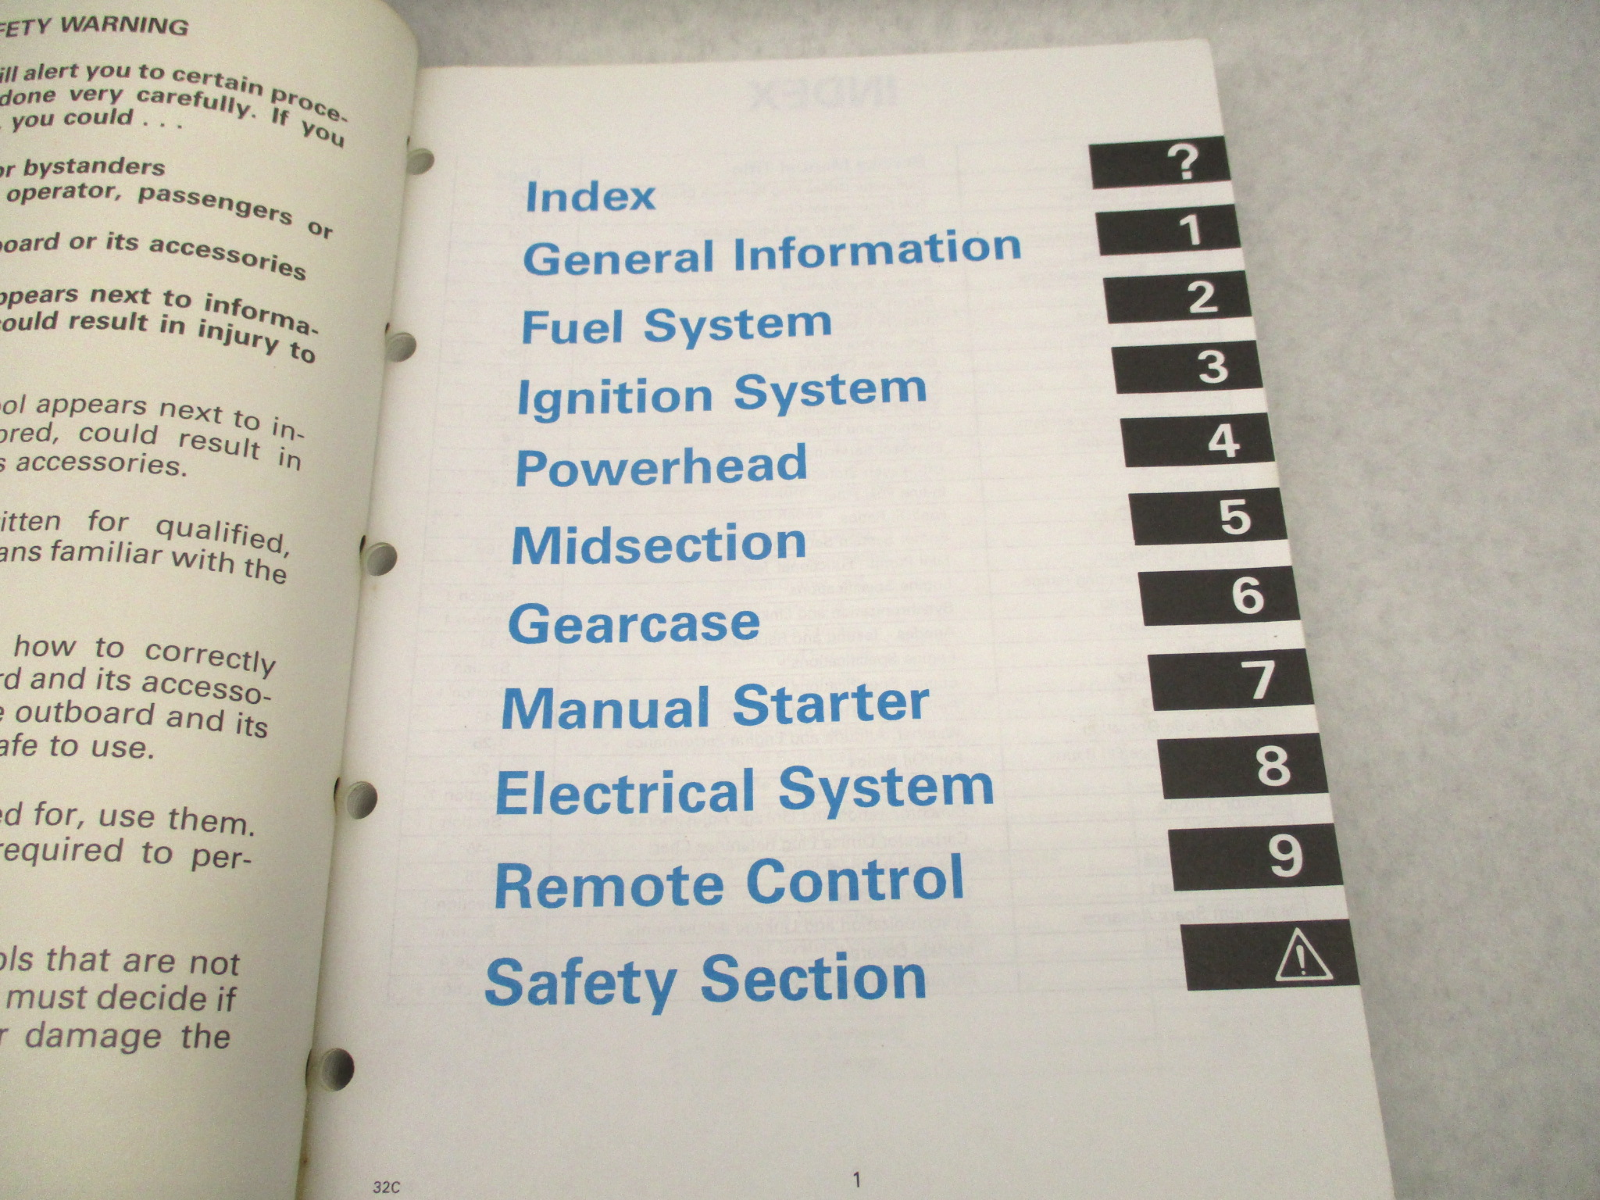 FETY WARNING
ill alert you to certain proce-
done very carefully. If you
, you could . . .
or bystanders
operator, passengers or
board or its accessories
ppears next to informa-
could result in injury to
ol appears next to in-
ored, could result in
s accessories.
itten for qualified,
ans familiar with the
how to correctly
rd and its accesso-
e outboard and its
afe to use.
ed for, use them.
required to per-
ols that are not
must decide if
r damage the
Index ?
General Information 1
Fuel System 2
Ignition System 3
Powerhead 4
Midsection 5
Gearcase 6
Manual Starter 7
Electrical System 8
Remote Control 9
Safety Section !
32C 1